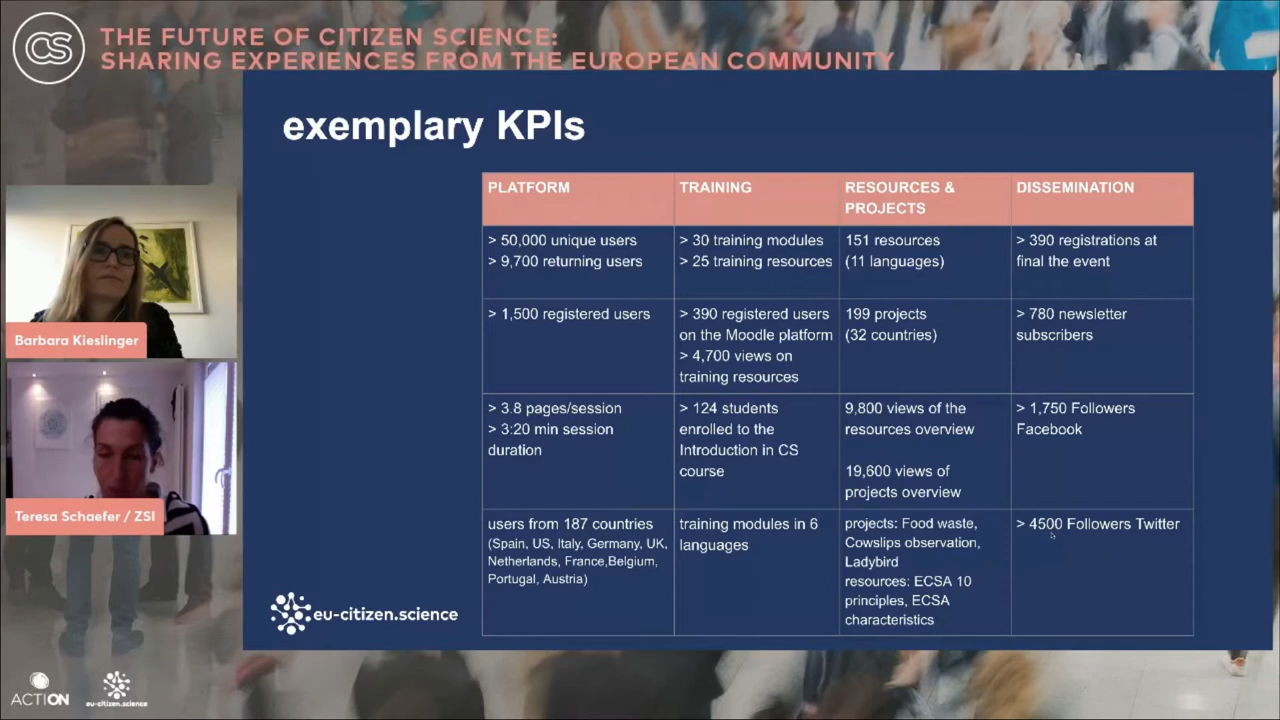 CS
THE FUTURE OF CITIZEN SCIENCE:
SHARING EXPERIENCES FROM THE EUROPEAN COMMUNITY
exemplary KPIs
PLATFORM
TRAINING
RESOURCES &
PROJECTS
DISSEMINATION
> 50,000 unique users
> 9,700 returning users
> 30 training modules
> 25 training resources
151 resources
(11 languages)
> 390 registrations at
final the event
> 1,500 registered users
> 390 registered users
on the Moodle platform
> 4,700 views on
training resources
199 projects
(32 countries)
> 780 newsletter
subscribers
> 3.8 pages/session
> 3:20 min session
duration
> 124 students
enrolled to the
Introduction in CS
course
9,800 views of the
resources overview
19,600 views of
projects overview
> 1,750 Followers
Facebook
users from 187 countries
(Spain, US, Italy, Germany, UK,
Netherlands, France,Belgium,
Portugal, Austria)
training modules in 6
languages
projects: Food waste,
Cowslips observation,
Ladybird
resources: ECSA 10
principles, ECSA
characteristics
> 4500 Followers Twitter
Barbara Kieslinger
Teresa Schaefer / ZSI
eu-citizen.science
ACTION
eu-citizen.science